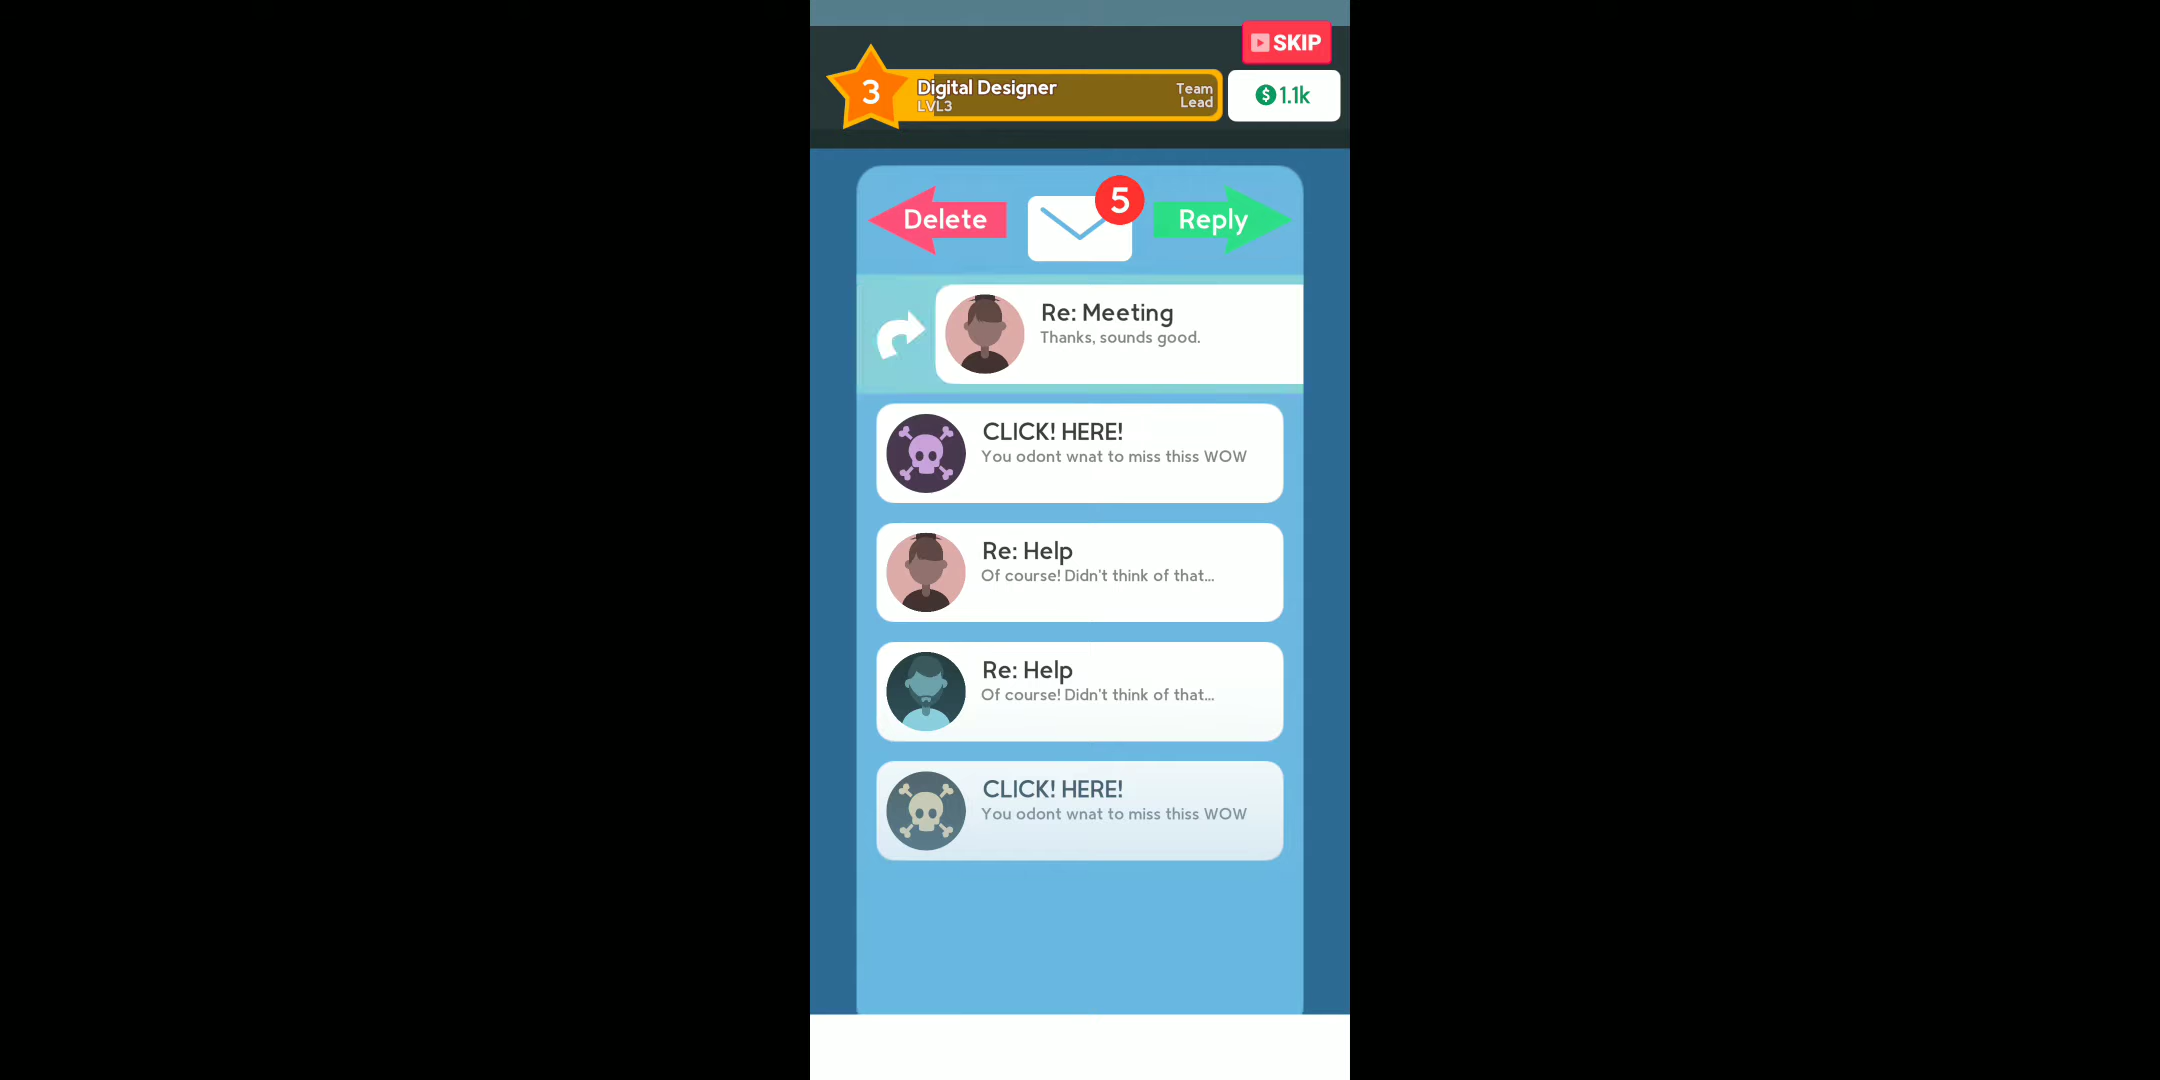 SKIP
3
Digital Designer
LVL3
Team
Lead
$1.1k
Delete
5
Reply
Re: Meeting
Thanks, sounds good.
CLICK! HERE!
You odont wnat to miss thiss WOW
Re: Help
Of course! Didn't think of that...
Re: Help
Of course! Didn't think of that...
CLICK! HERE!
You odont wnat to miss thiss WOW